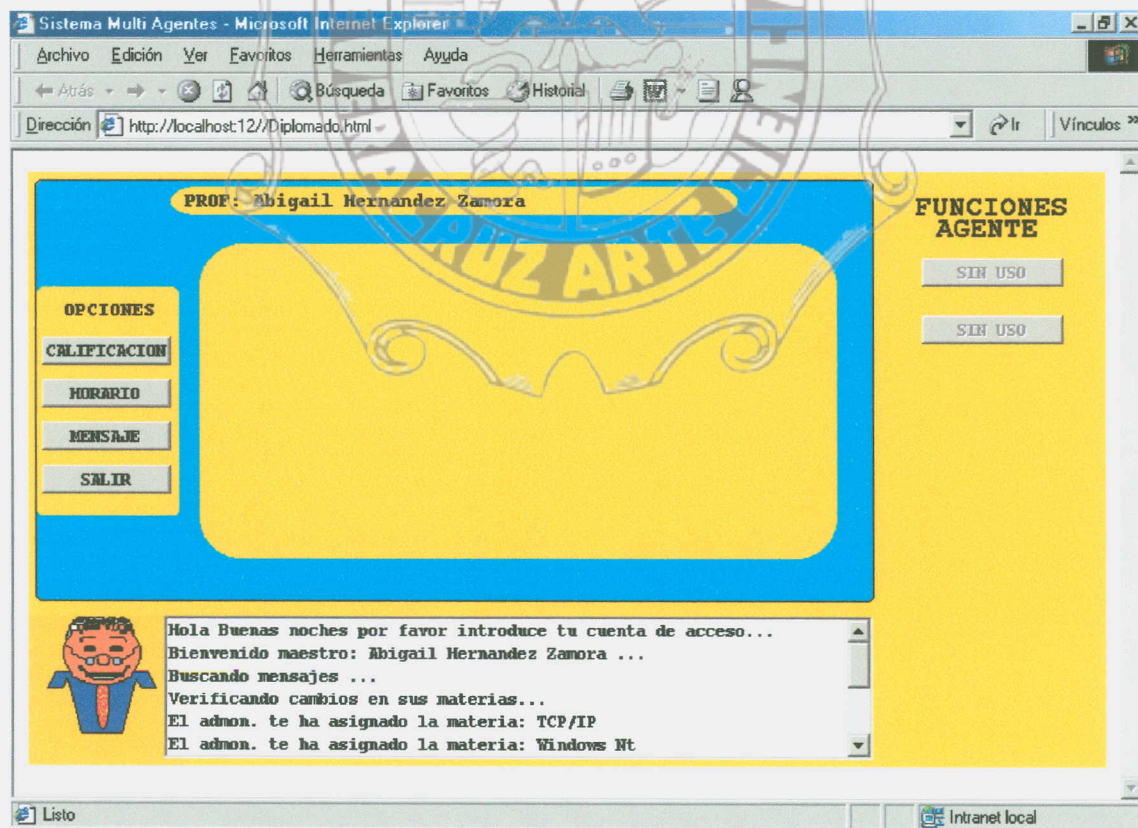 Sistema Multi Agentes - Microsoft Internet Explorer
Archivo Edición Ver Favoritos Herramientas Ayuda
Atrás Búsqueda Favoritos Historial
Dirección http://localhost:12//Diplomado.html Ir Vínculos »
PROF: Abigail Hernandez Zamora
FUNCIONES
AGENTE
SIN USO
SIN USO
OPCIONES
CALIFICACION
HORARIO
MENSAJE
SALIR
Hola Buenas noches por favor introduce tu cuenta de acceso...
Bienvenido maestro: Abigail Hernandez Zamora ...
Buscando mensajes ...
Verificando cambios en sus materias...
El admon. te ha asignado la materia: TCP/IP
El admon. te ha asignado la materia: Windows Nt
Listo Intranet local